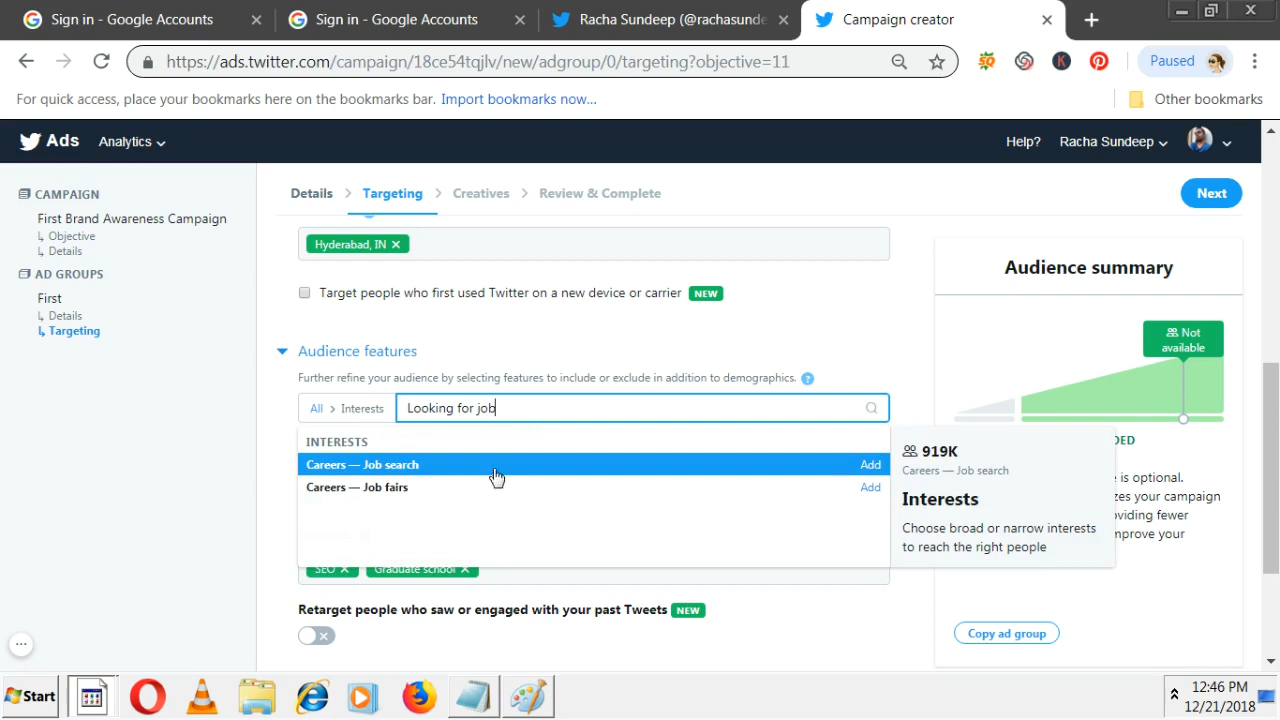 Sign in - Google Accounts
Sign in - Google Accounts
Racha Sundeep (@rachasunde
Campaign creator
https://ads.twitter.com/campaign/18ce54tqjlv/new/adgroup/0/targeting?objective=11
Paused
For quick access, place your bookmarks here on the bookmarks bar. Import bookmarks now...
Other bookmarks
Ads
Analytics
Help?
Racha Sundeep
CAMPAIGN
First Brand Awareness Campaign
Objective
Details
AD GROUPS
First
Details
Targeting
Details
Targeting
Creatives
Review & Complete
Next
Hyderabad, IN
Target people who first used Twitter on a new device or carrier NEW
Audience features
Further refine your audience by selecting features to include or exclude in addition to demographics.
All > Interests
Looking for job
INTERESTS
Careers — Job search Add
Careers — Job fairs Add
919K
Careers — Job search
Interests
Choose broad or narrow interests
to reach the right people
SEO
Graduate school
Retarget people who saw or engaged with your past Tweets NEW
Audience summary
Not
available
DED
e is optional.
zes your campaign
oviding fewer
mprove your
Copy ad group
Start
12:46 PM
12/21/2018